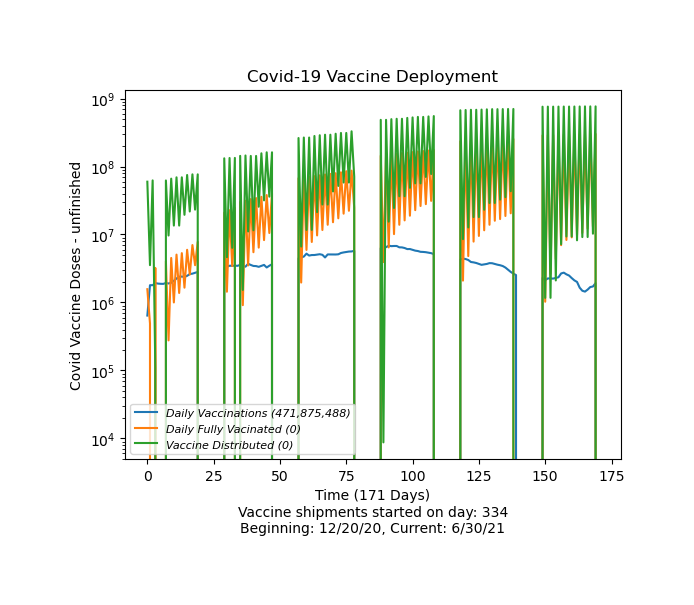 Covid-19 Vaccine Deployment
Covid Vaccine Doses - unfinished
10⁹
10⁸
10⁷
10⁶
10⁵
10⁴
Daily Vaccinations (471,875,488)
Daily Fully Vacinated (0)
Vaccine Distributed (0)
0 25 50 75 100 125 150 175
Time (171 Days)
Vaccine shipments started on day: 334
Beginning: 12/20/20, Current: 6/30/21